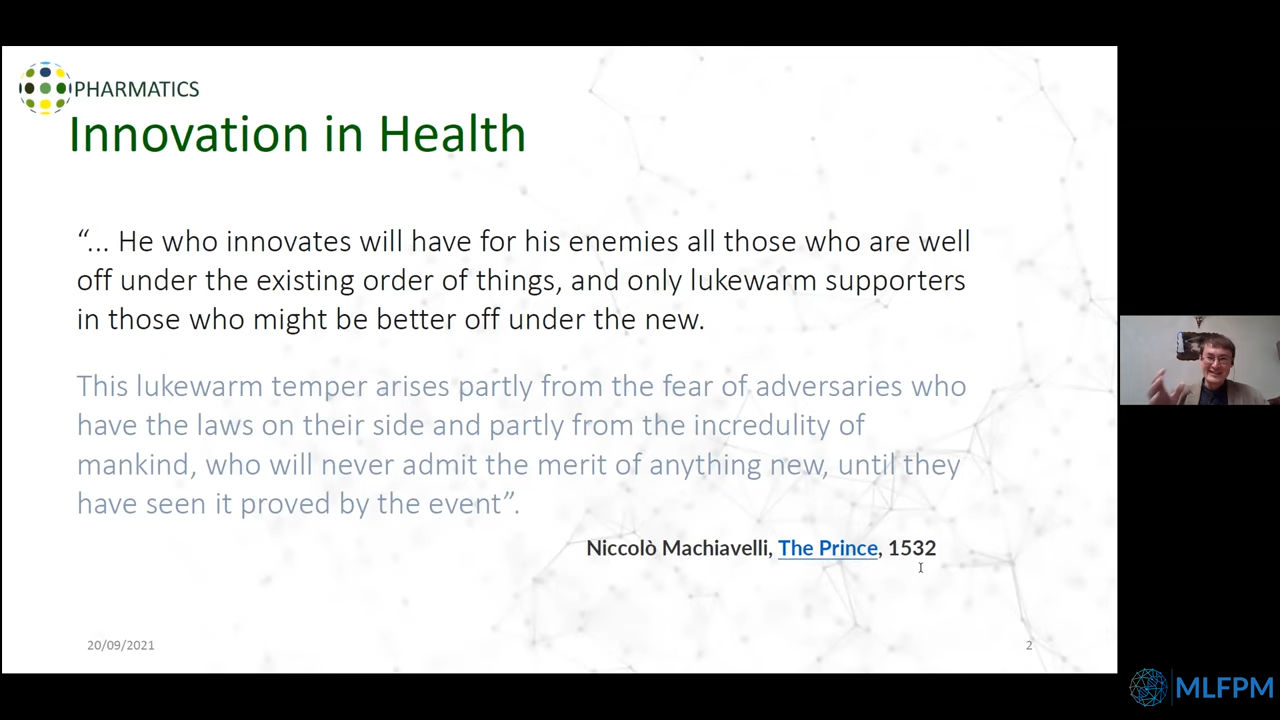 PHARMATICS
Innovation in Health
“... He who innovates will have for his enemies all those who are well
off under the existing order of things, and only lukewarm supporters
in those who might be better off under the new.
This lukewarm temper arises partly from the fear of adversaries who
have the laws on their side and partly from the incredulity of
mankind, who will never admit the merit of anything new, until they
have seen it proved by the event”.
Niccolò Machiavelli, The Prince, 1532
20/09/2021
2
MLFPM